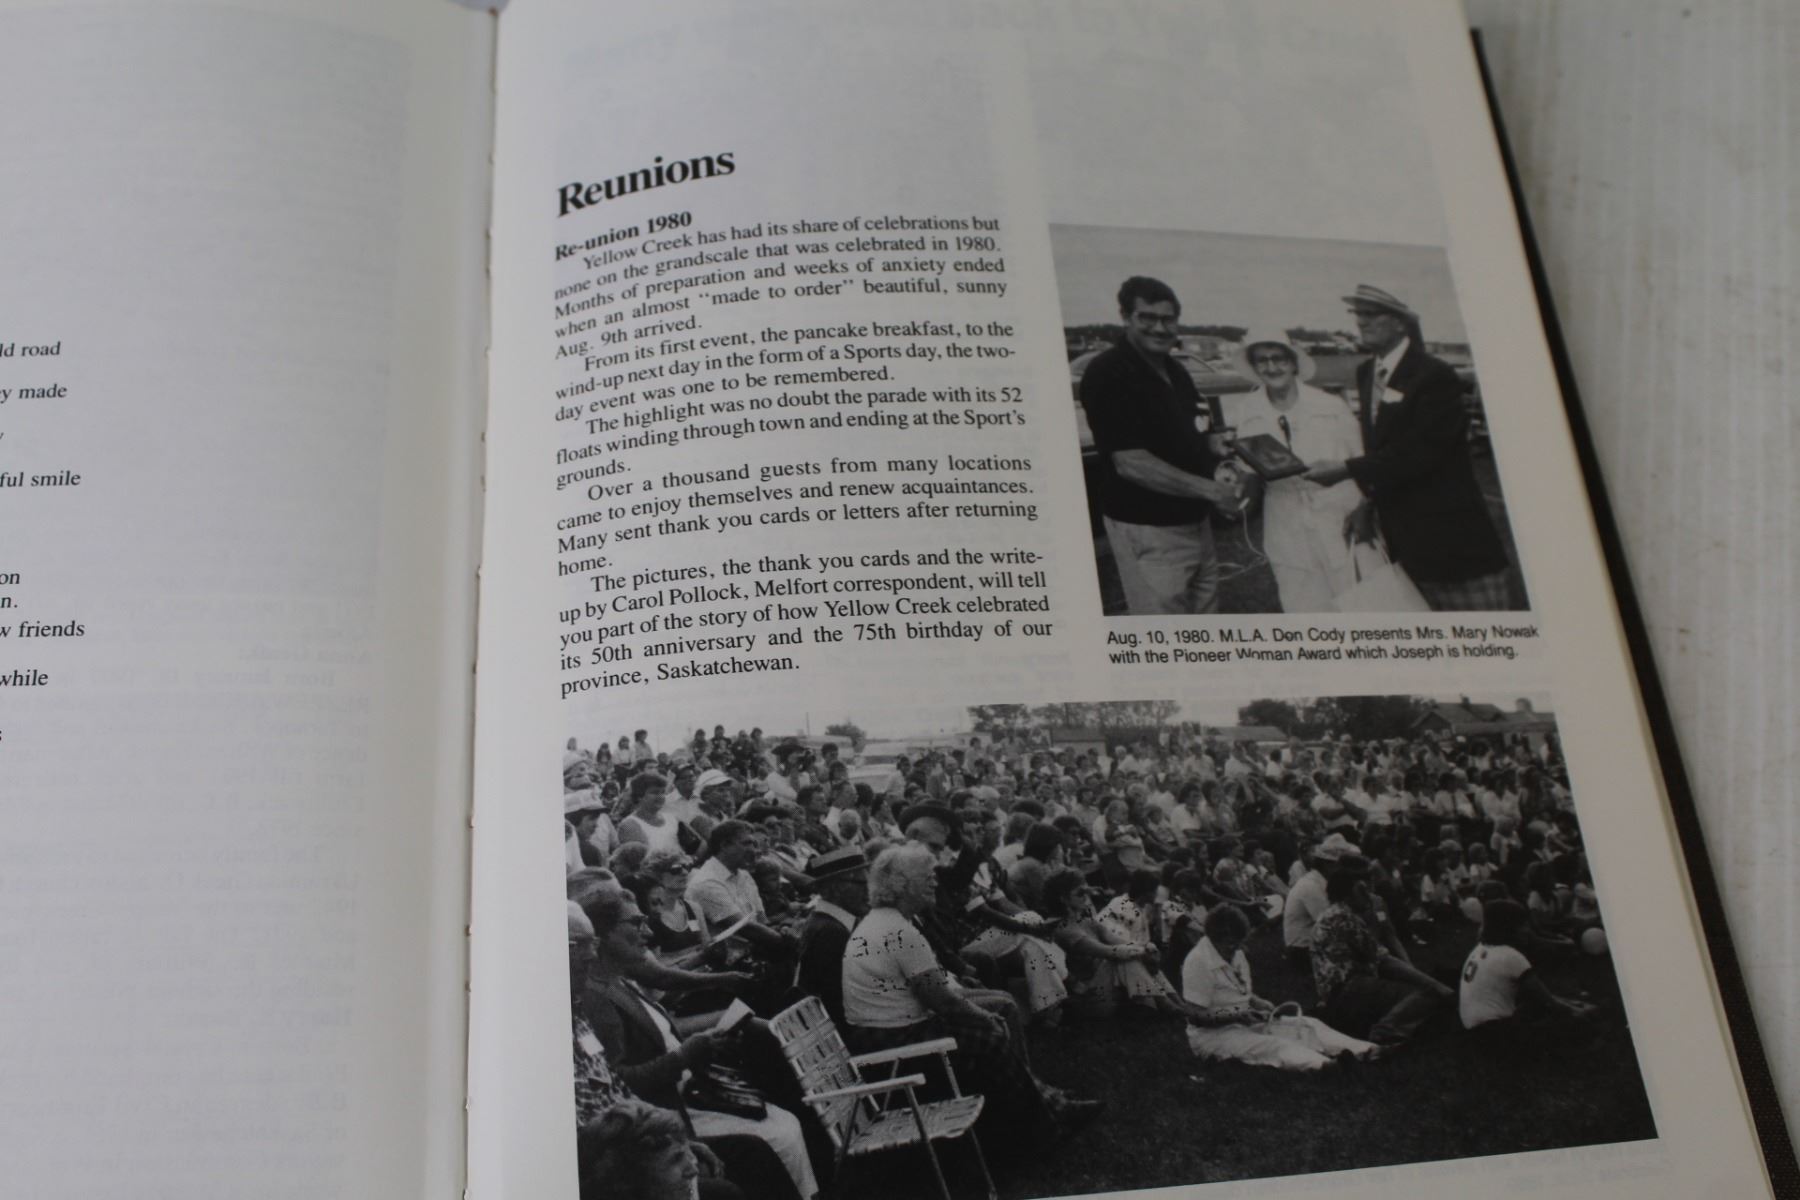 ld road
y made
ful smile
on
n.
w friends
while
Reunions
Re-union 1980
Yellow Creek has had its share of celebrations but
none on the grandscale that was celebrated in 1980.
Months of preparation and weeks of anxiety ended
when an almost "made to order" beautiful, sunny
Aug. 9th arrived.
From its first event, the pancake breakfast, to the
wind-up next day in the form of a Sports day, the two-
day event was one to be remembered.
The highlight was no doubt the parade with its 52
floats winding through town and ending at the Sport's
grounds.
Over a thousand guests from many locations
came to enjoy themselves and renew acquaintances.
Many sent thank you cards or letters after returning
home.
The pictures, the thank you cards and the write-
up by Carol Pollock, Melfort correspondent, will tell
you part of the story of how Yellow Creek celebrated
its 50th anniversary and the 75th birthday of our
province, Saskatchewan.
Aug. 10, 1980. M.L.A. Don Cody presents Mrs. Mary Nowak
with the Pioneer Woman Award which Joseph is holding.